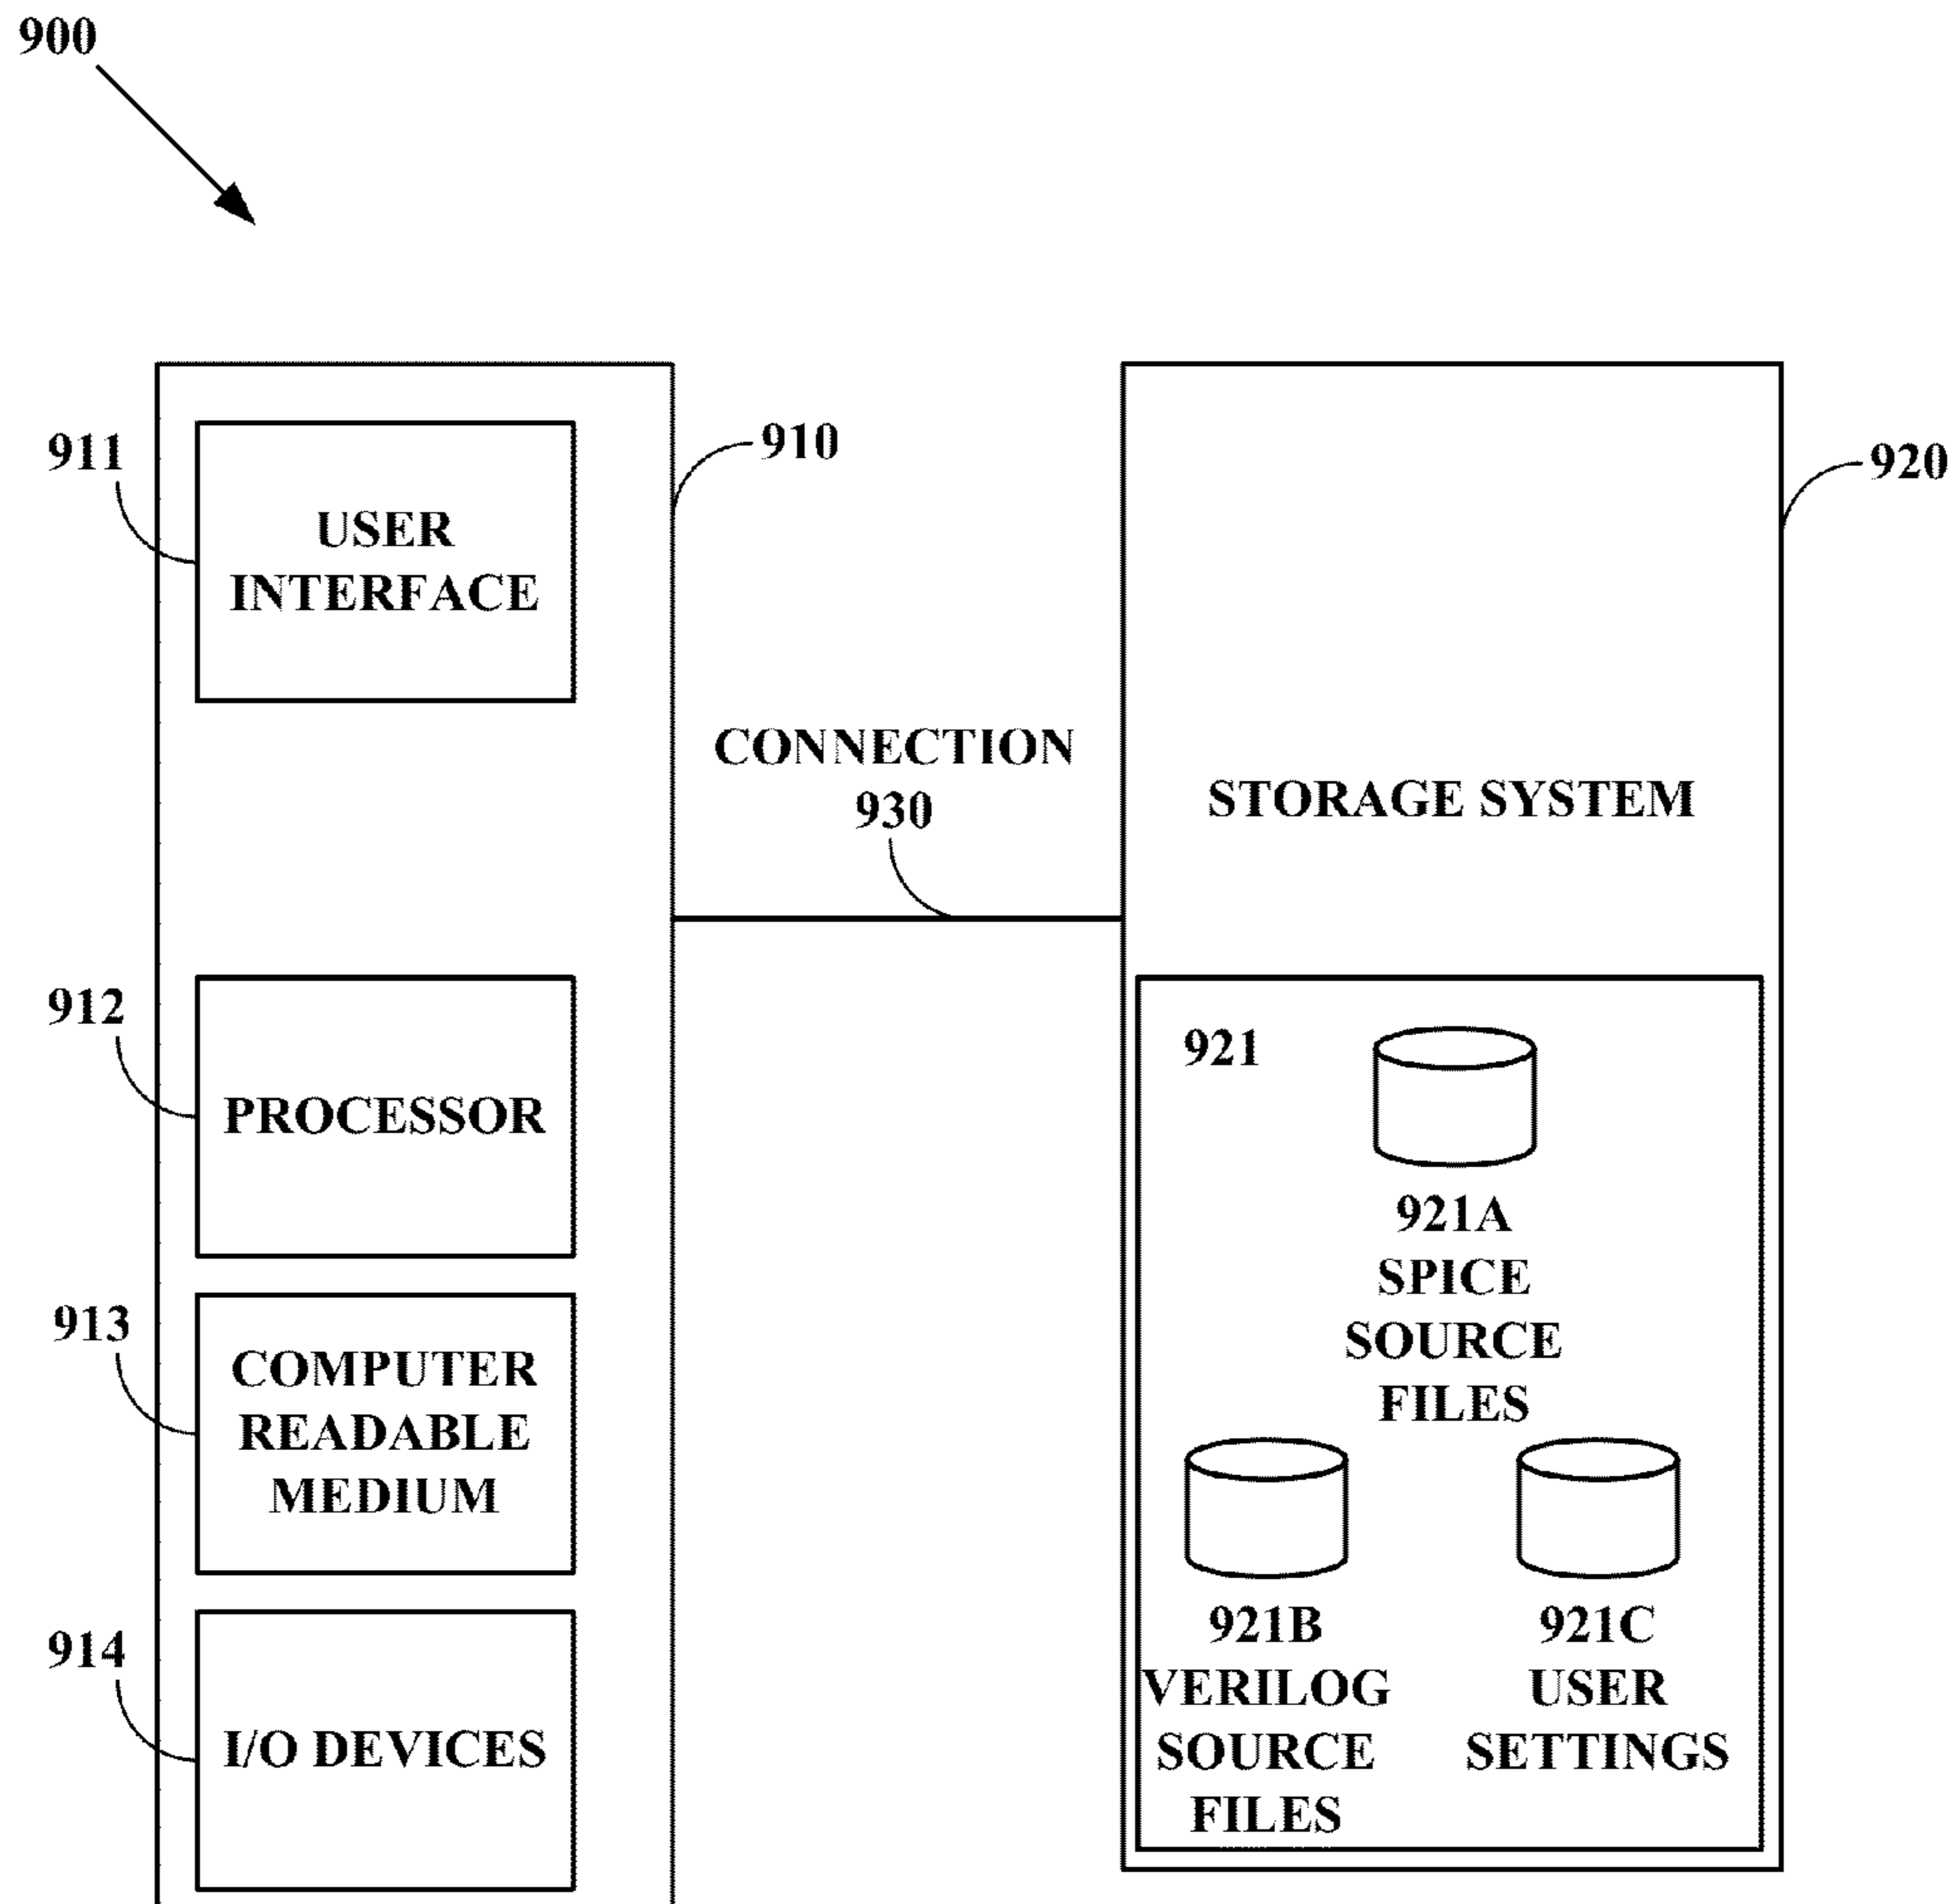 900
911
USER
INTERFACE
910
920
CONNECTION
930
STORAGE SYSTEM
912
PROCESSOR
913
COMPUTER
READABLE
MEDIUM
914
I/O DEVICES
921
921A
SPICE
SOURCE
FILES
921B
VERILOG
SOURCE
FILES
921C
USER
SETTINGS